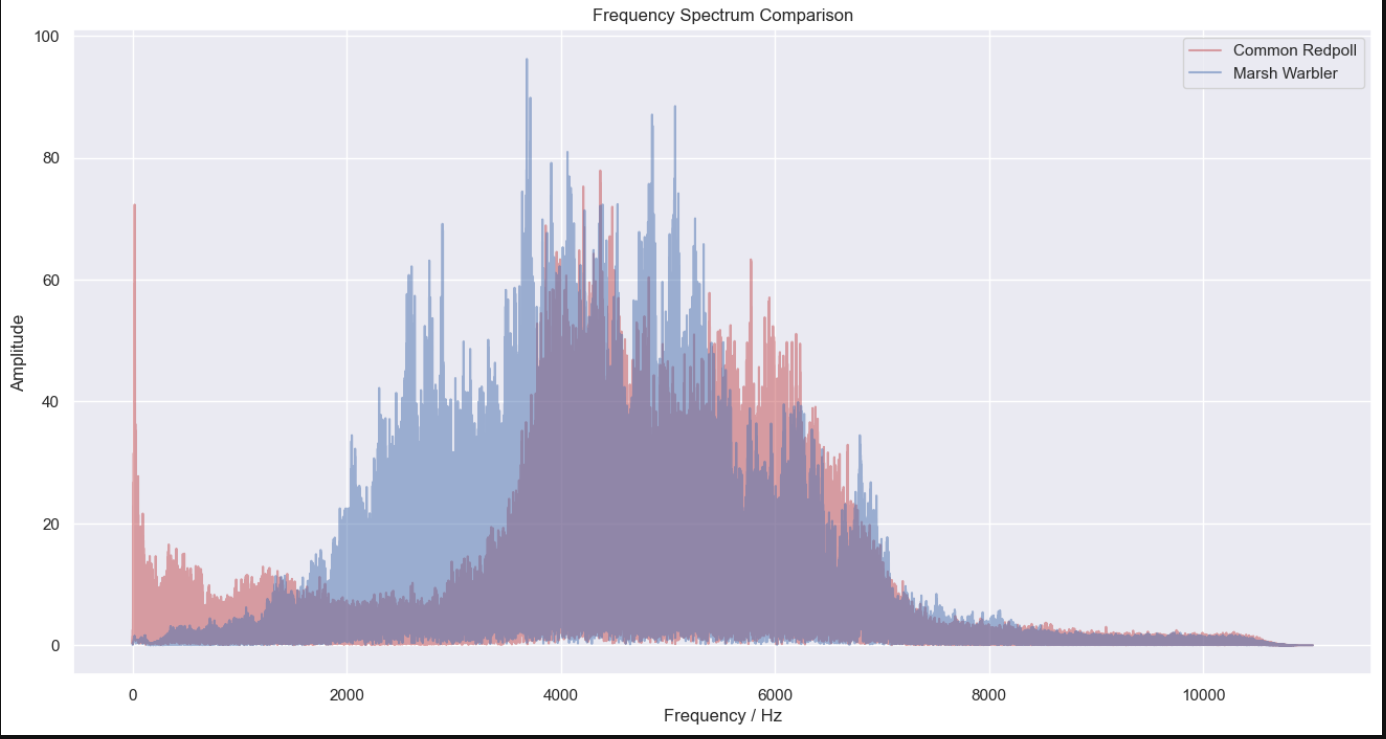 Frequency Spectrum Comparison
Common Redpoll
Marsh Warbler
100
80
60
40
20
0
Amplitude
0 2000 4000 6000 8000 10000
Frequency / Hz